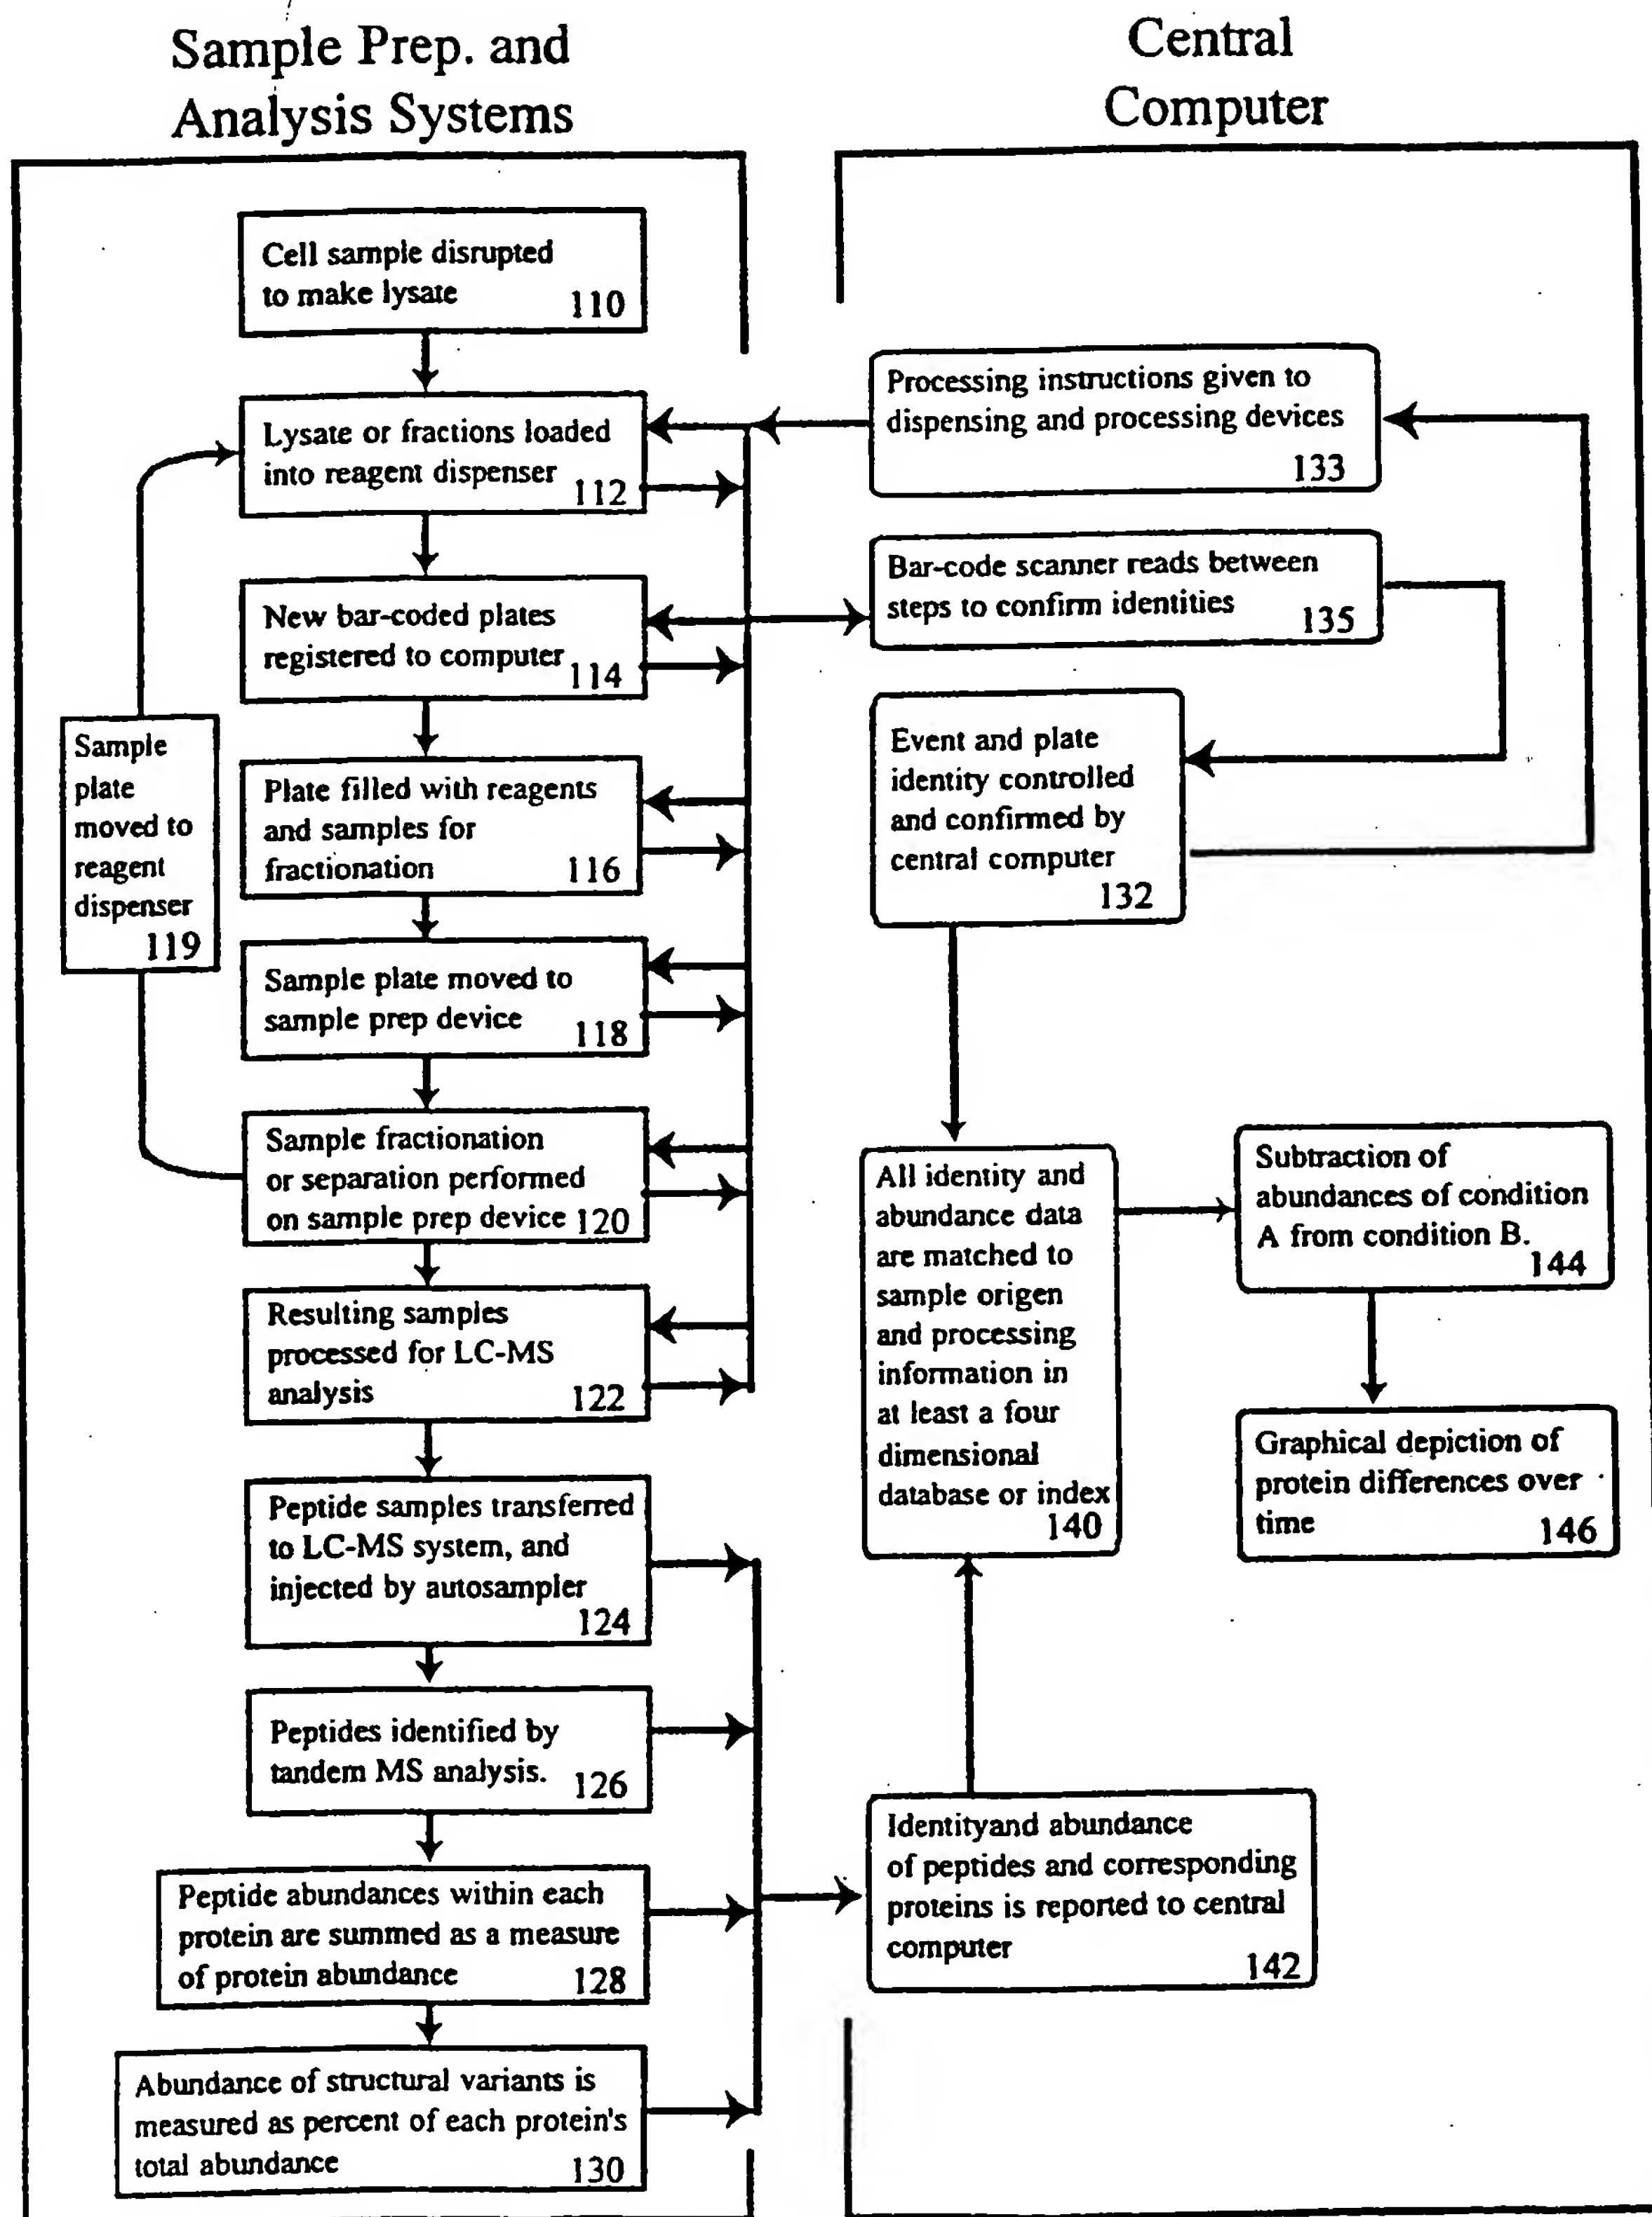 Sample Prep. and
Analysis Systems
Cell sample disrupted
to make lysate
110
Lysate or fractions loaded
into reagent dispenser
112
New bar-coded plates
registered to computer
114
Plate filled with reagents
and samples for
fractionation
116
Sample plate moved to
sample prep device
118
Sample
plate
moved to
reagent
dispenser
119
Sample fractionation
or separation performed
on sample prep device 120
Resulting samples
processed for LC-MS
analysis
122
Peptide samples transferred
to LC-MS system, and
injected by autosampler
124
Peptides identified by
tandem MS analysis.
126
Peptide abundances within each
protein are summed as a measure
of protein abundance
128
Abundance of structural variants is
measured as percent of each protein's
total abundance
130
Central
Computer
Processing instructions given to
dispensing and processing devices
133
Bar-code scanner reads between
steps to confirm identities
135
Event and plate
identity controlled
and confirmed by
central computer
132
All identity and
abundance data
are matched to
sample origen
and processing
information in
at least a four
dimensional
database or index
140
Subtraction of
abundances of condition
A from condition B.
144
Graphical depiction of
protein differences over
time
146
Identityand abundance
of peptides and corresponding
proteins is reported to central
computer
142